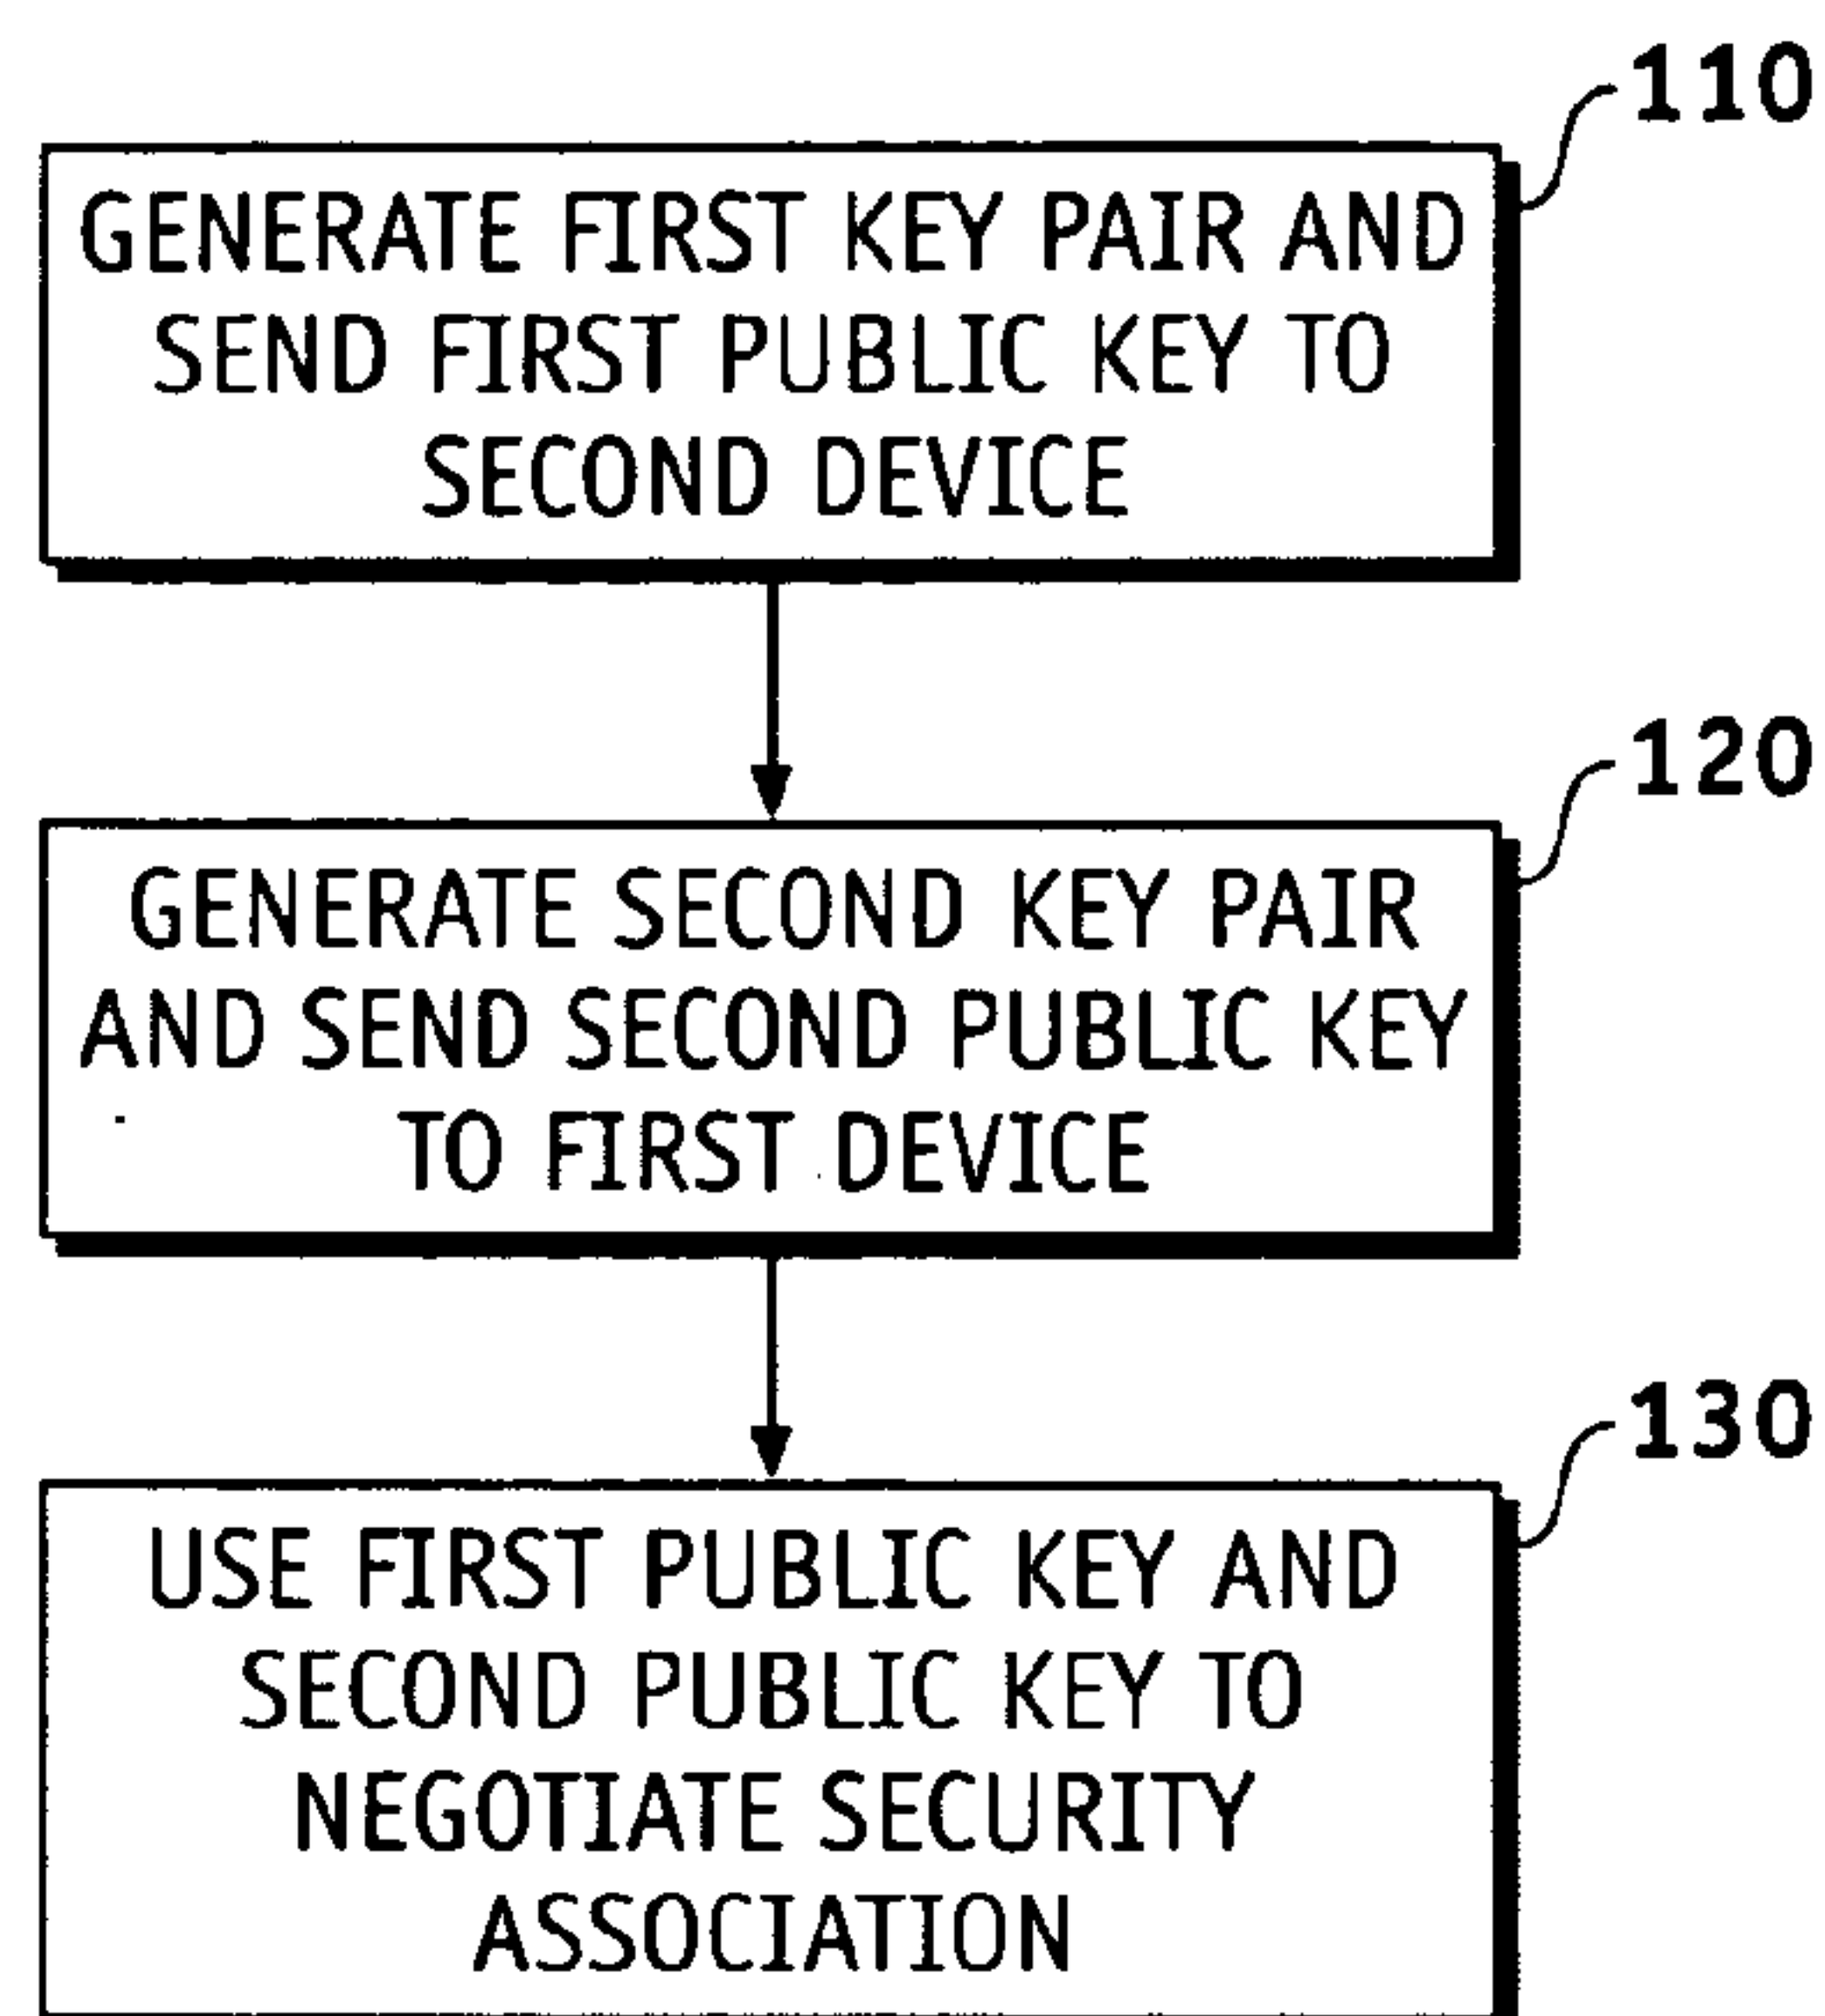 110
GENERATE FIRST KEY PAIR AND
SEND FIRST PUBLIC KEY TO
SECOND DEVICE
120
GENERATE SECOND KEY PAIR
AND SEND SECOND PUBLIC KEY
TO FIRST DEVICE
130
USE FIRST PUBLIC KEY AND
SECOND PUBLIC KEY TO
NEGOTIATE SECURITY
ASSOCIATION